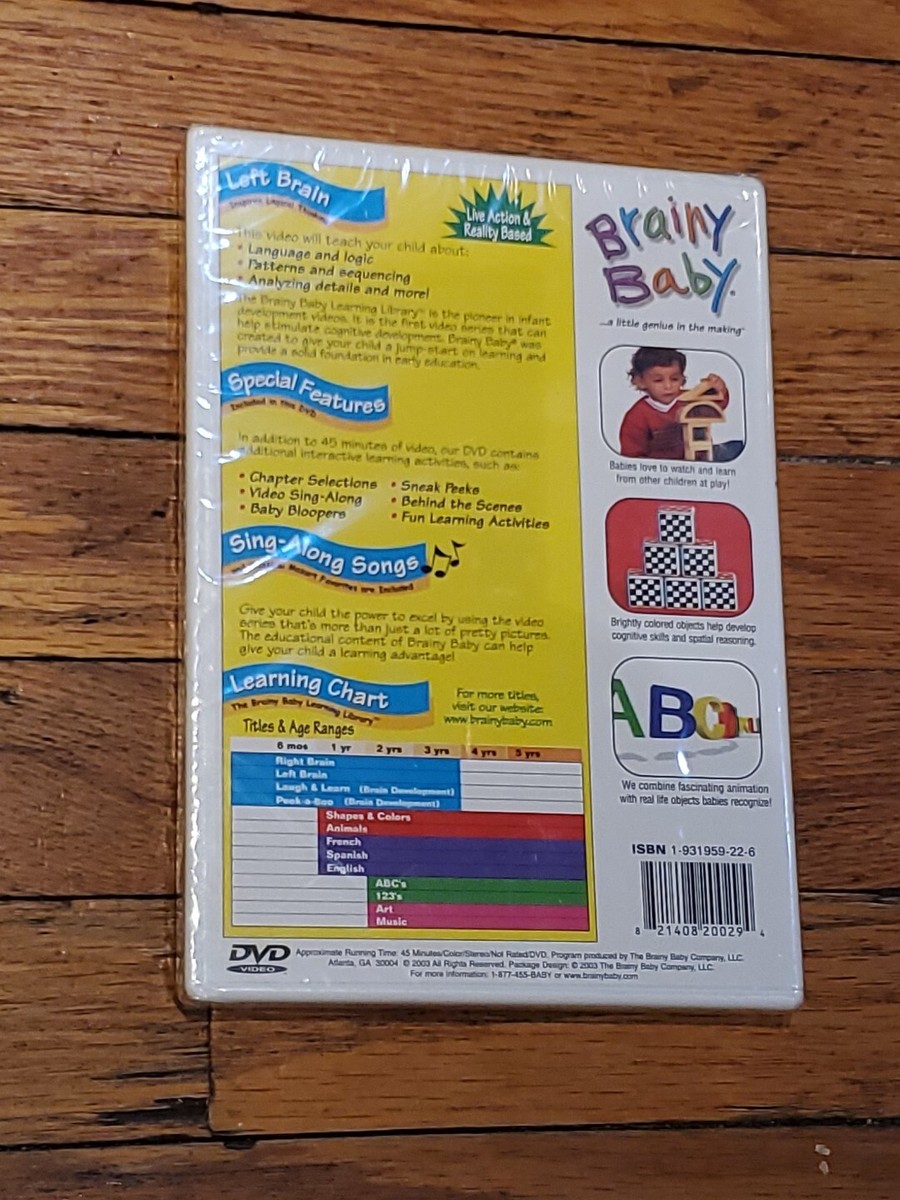 Left Brain
Inspires Logical Thinking
Live Action &
Reality Based
This video will teach your child about:
• Language and logic
• Patterns and sequencing
• Analyzing details and more!
The Brainy Baby Learning Library™ is the pioneer in infant
development videos. It is the first video series that can
help stimulate cognitive development. Brainy Baby® was
created to give your child a jump-start on learning and
provide a solid foundation in early education.
Special Features
Included in this DVD
In addition to 45 minutes of video, our DVD contains
additional interactive learning activities, such as:
• Chapter Selections
• Video Sing-Along
• Baby Bloopers
• Sneak Peeks
• Behind the Scenes
• Fun Learning Activities
Sing-Along Songs
Mozart Favorites are Included
Give your child the power to excel by using the video
series that's more than just a lot of pretty pictures.
The educational content of Brainy Baby can help
give your child a learning advantage!
Learning Chart
The Brainy Baby Learning Library™
For more titles,
visit our website:
www.brainybaby.com
Titles & Age Ranges
6 mos 1 yr 2 yrs 3 yrs 4 yrs 5 yrs
Right Brain
Left Brain
Laugh & Learn (Brain Development)
Peek-a-Boo (Brain Development)
Shapes & Colors
Animals
French
Spanish
English
ABC's
123's
Art
Music
Brainy
Baby®
...a little genius in the making™
Babies love to watch and learn
from other children at play!
Brightly colored objects help develop
cognitive skills and spatial reasoning.
ABC
We combine fascinating animation
with real life objects babies recognize!
ISBN 1-931959-22-6
8 21408 20029 4
DVD
VIDEO
Approximate Running Time: 45 Minutes/Color/Stereo/Not Rated/DVD. Program produced by The Brainy Baby Company, LLC.
Atlanta, GA 30004 © 2003 All Rights Reserved. Package Design: © 2003 The Brainy Baby Company, LLC.
For more information: 1-877-455-BABY or www.brainybaby.com